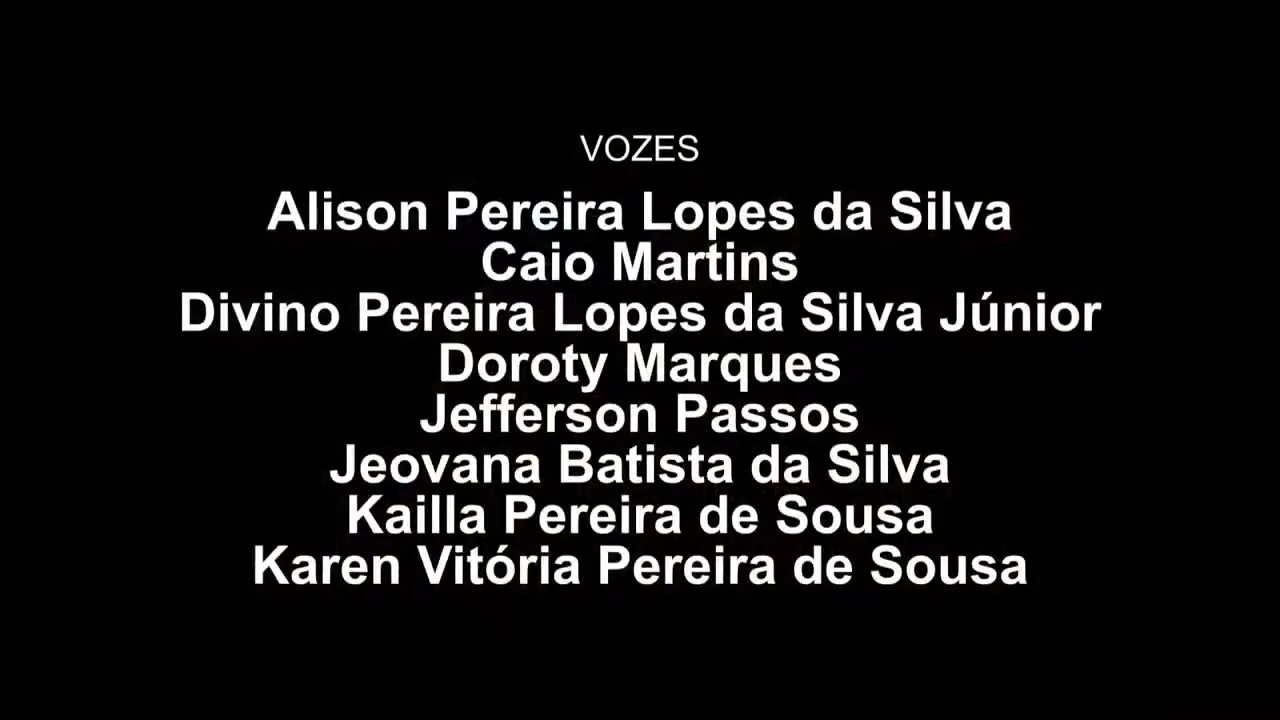 VOZES
Alison Pereira Lopes da Silva
Caio Martins
Divino Pereira Lopes da Silva Júnior
Doroty Marques
Jefferson Passos
Jeovana Batista da Silva
Kailla Pereira de Sousa
Karen Vitória Pereira de Sousa